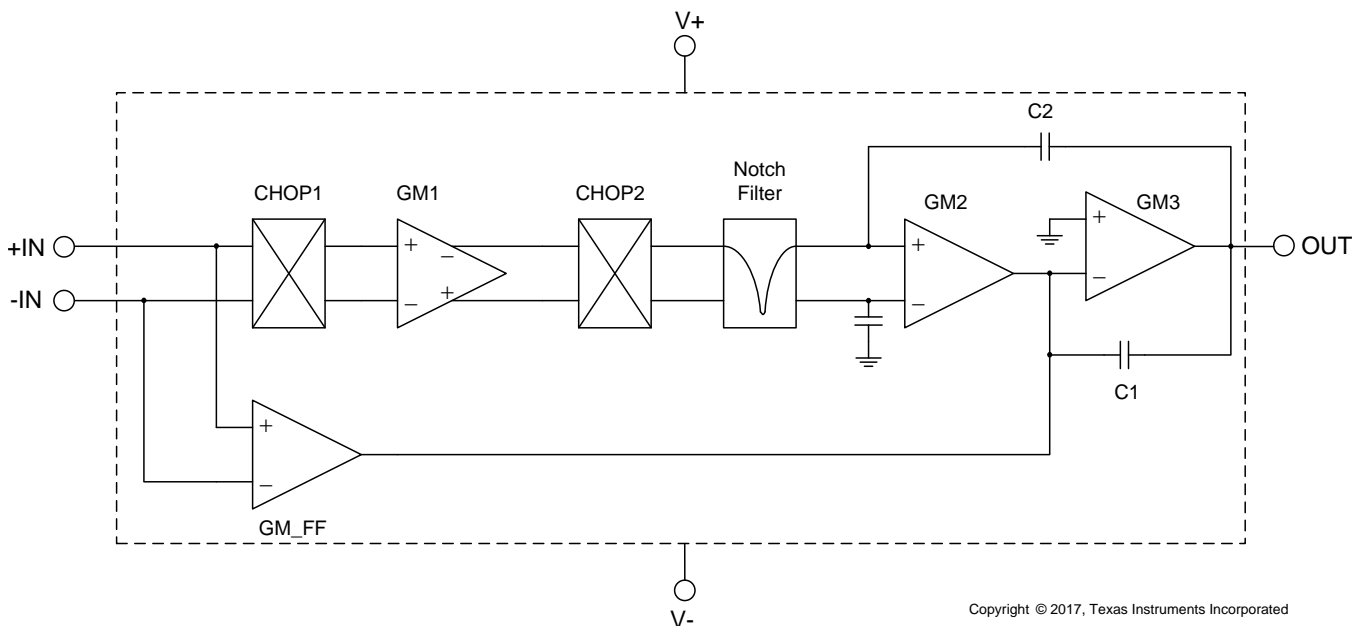 V+
C2
CHOP1
GM1
CHOP2
Notch
Filter
GM2
GM3
+IN
-IN
OUT
+
−
−
+
+
−
+
−
C1
+
−
GM_FF
V-
Copyright © 2017, Texas Instruments Incorporated